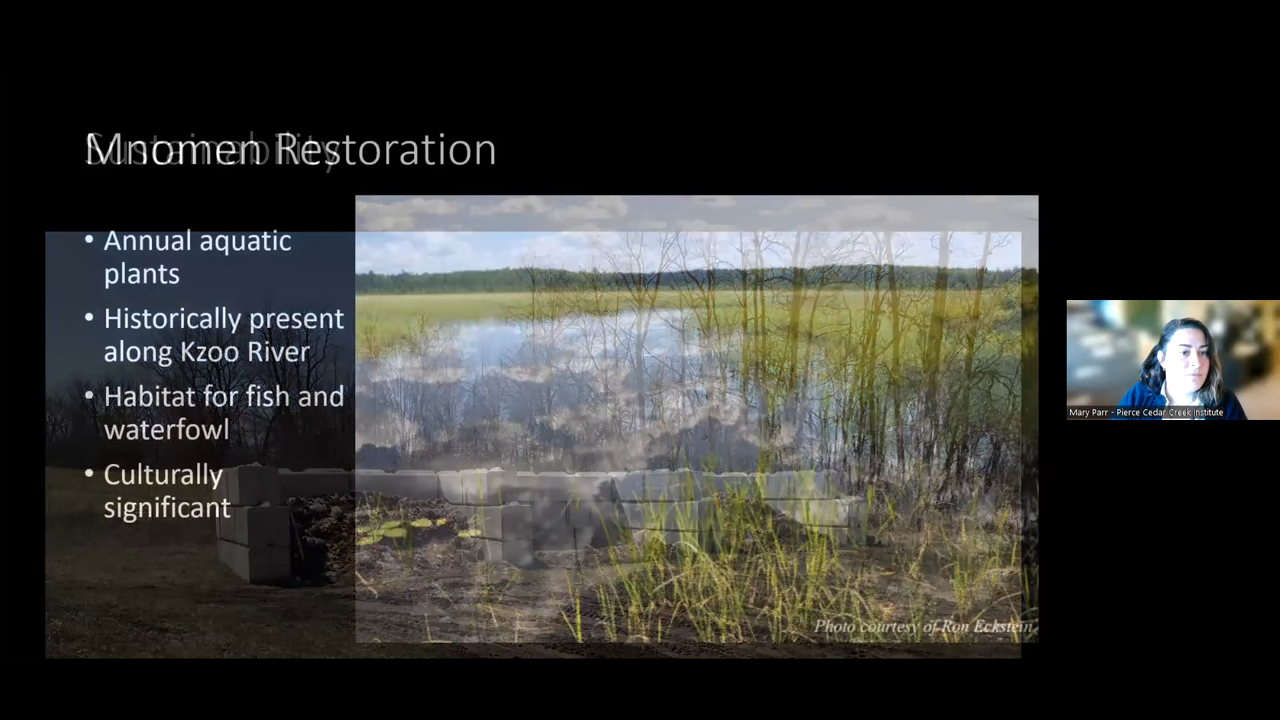 Sustainability
Mnomen Restoration
• Annual aquatic
plants
• Historically present
along Kzoo River
• Habitat for fish and
waterfowl
• Culturally
significant
Photo courtesy of Ron Eckstein
Mary Parr - Pierce Cedar Creek Institute